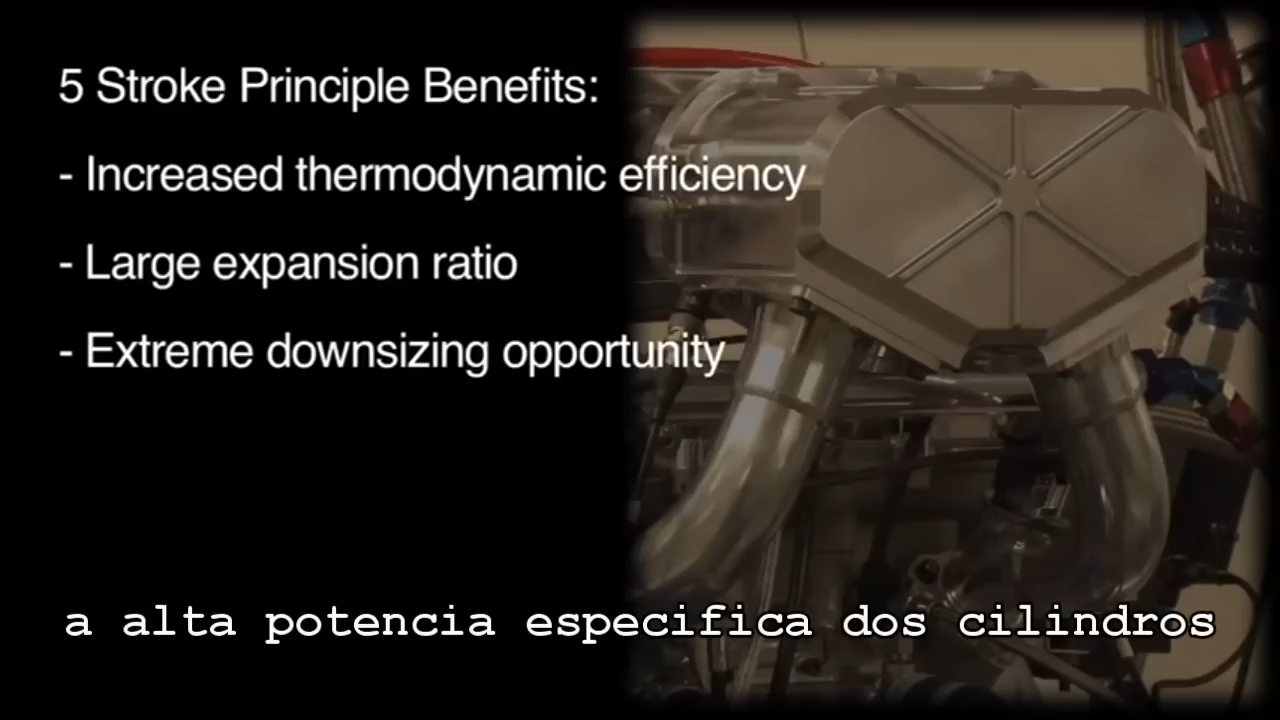 5 Stroke Principle Benefits:
- Increased thermodynamic efficiency
- Large expansion ratio
- Extreme downsizing opportunity
a alta potencia especifica dos cilindros